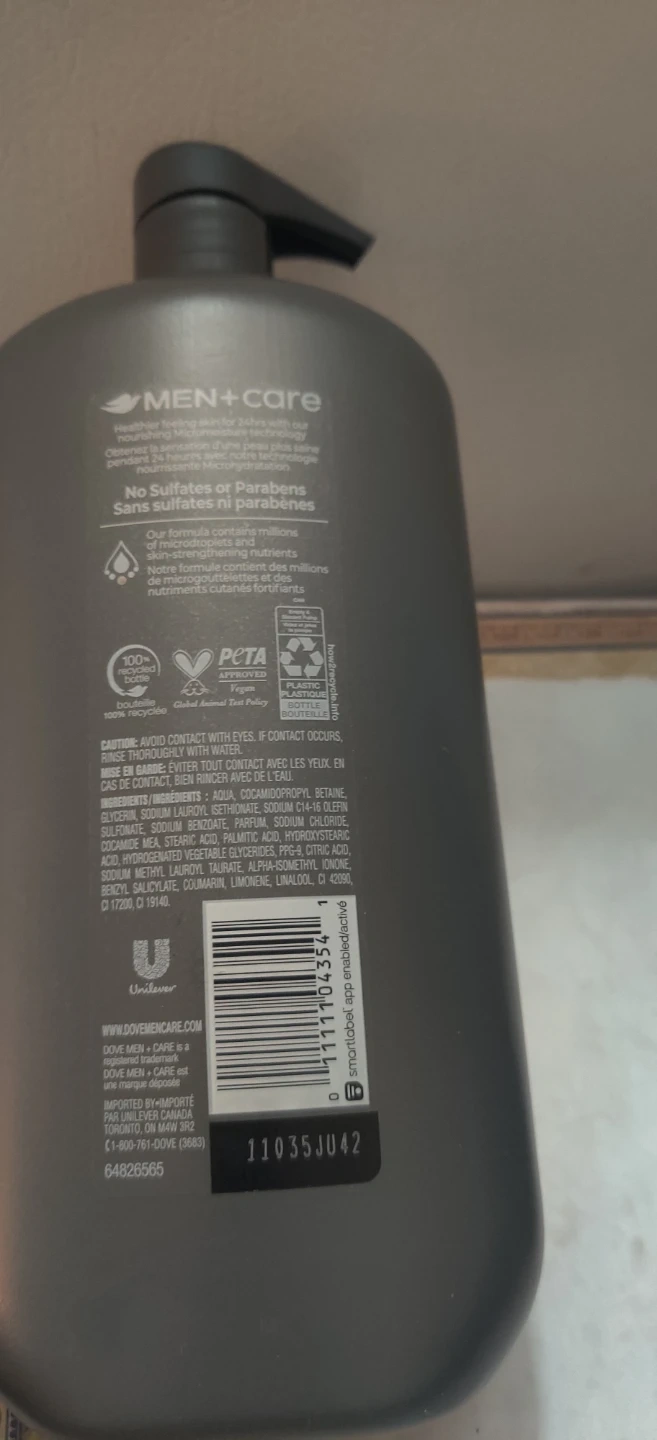 MEN+care
Healthier feeling skin for 24hrs with our
nourishing Micromoisture technology
Obtenez la sensation d'une peau plus saine
pendant 24 heures avec notre technologie
nourrissante Microhydratation
No Sulfates or Parabens
Sans sulfates ni parabènes
Our formula contains millions
of microdroplets and
skin-strengthening nutrients
Notre formule contient des millions
de microgouttelettes et des
nutriments cutanés fortifiants
100%
recycled
bottle
bouteille
100% recyclée
PETA
APPROVED
Vegan
Global Animal Test Policy
PLASTIC
PLASTIQUE
BOTTLE
BOUTEILLE
how2recycle.info
CAUTION: AVOID CONTACT WITH EYES. IF CONTACT OCCURS,
RINSE THOROUGHLY WITH WATER.
MISE EN GARDE: ÉVITER TOUT CONTACT AVEC LES YEUX. EN
CAS DE CONTACT, BIEN RINCER AVEC DE L'EAU.
INGREDIENTS/INGRÉDIENTS : AQUA, COCAMIDOPROPYL BETAINE,
GLYCERIN, SODIUM LAUROYL ISETHIONATE, SODIUM C14-16 OLEFIN
SULFONATE, SODIUM BENZOATE, PARFUM, SODIUM CHLORIDE,
COCAMIDE MEA, STEARIC ACID, PALMITIC ACID, HYDROXYSTEARIC
ACID, HYDROGENATED VEGETABLE GLYCERIDES, PPG-9, CITRIC ACID,
SODIUM METHYL LAUROYL TAURATE, ALPHA-ISOMETHYL IONONE,
BENZYL SALICYLATE, COUMARIN, LIMONENE, LINALOOL, CI 42090,
CI 17200, CI 19140.
Unilever
WWW.DOVEMENCARE.COM
DOVE MEN + CARE is a
registered trademark
DOVE MEN + CARE est
une marque déposée
IMPORTED BY•IMPORTÉ
PAR UNILEVER CANADA
TORONTO, ON M4W 3R2
1-800-761-DOVE (3683)
64826565
0 11111 04354 1
smartlabel app enabled/activé
11035JU42